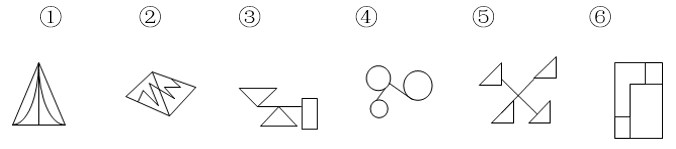 ① ② ③ ④ ⑤ ⑥